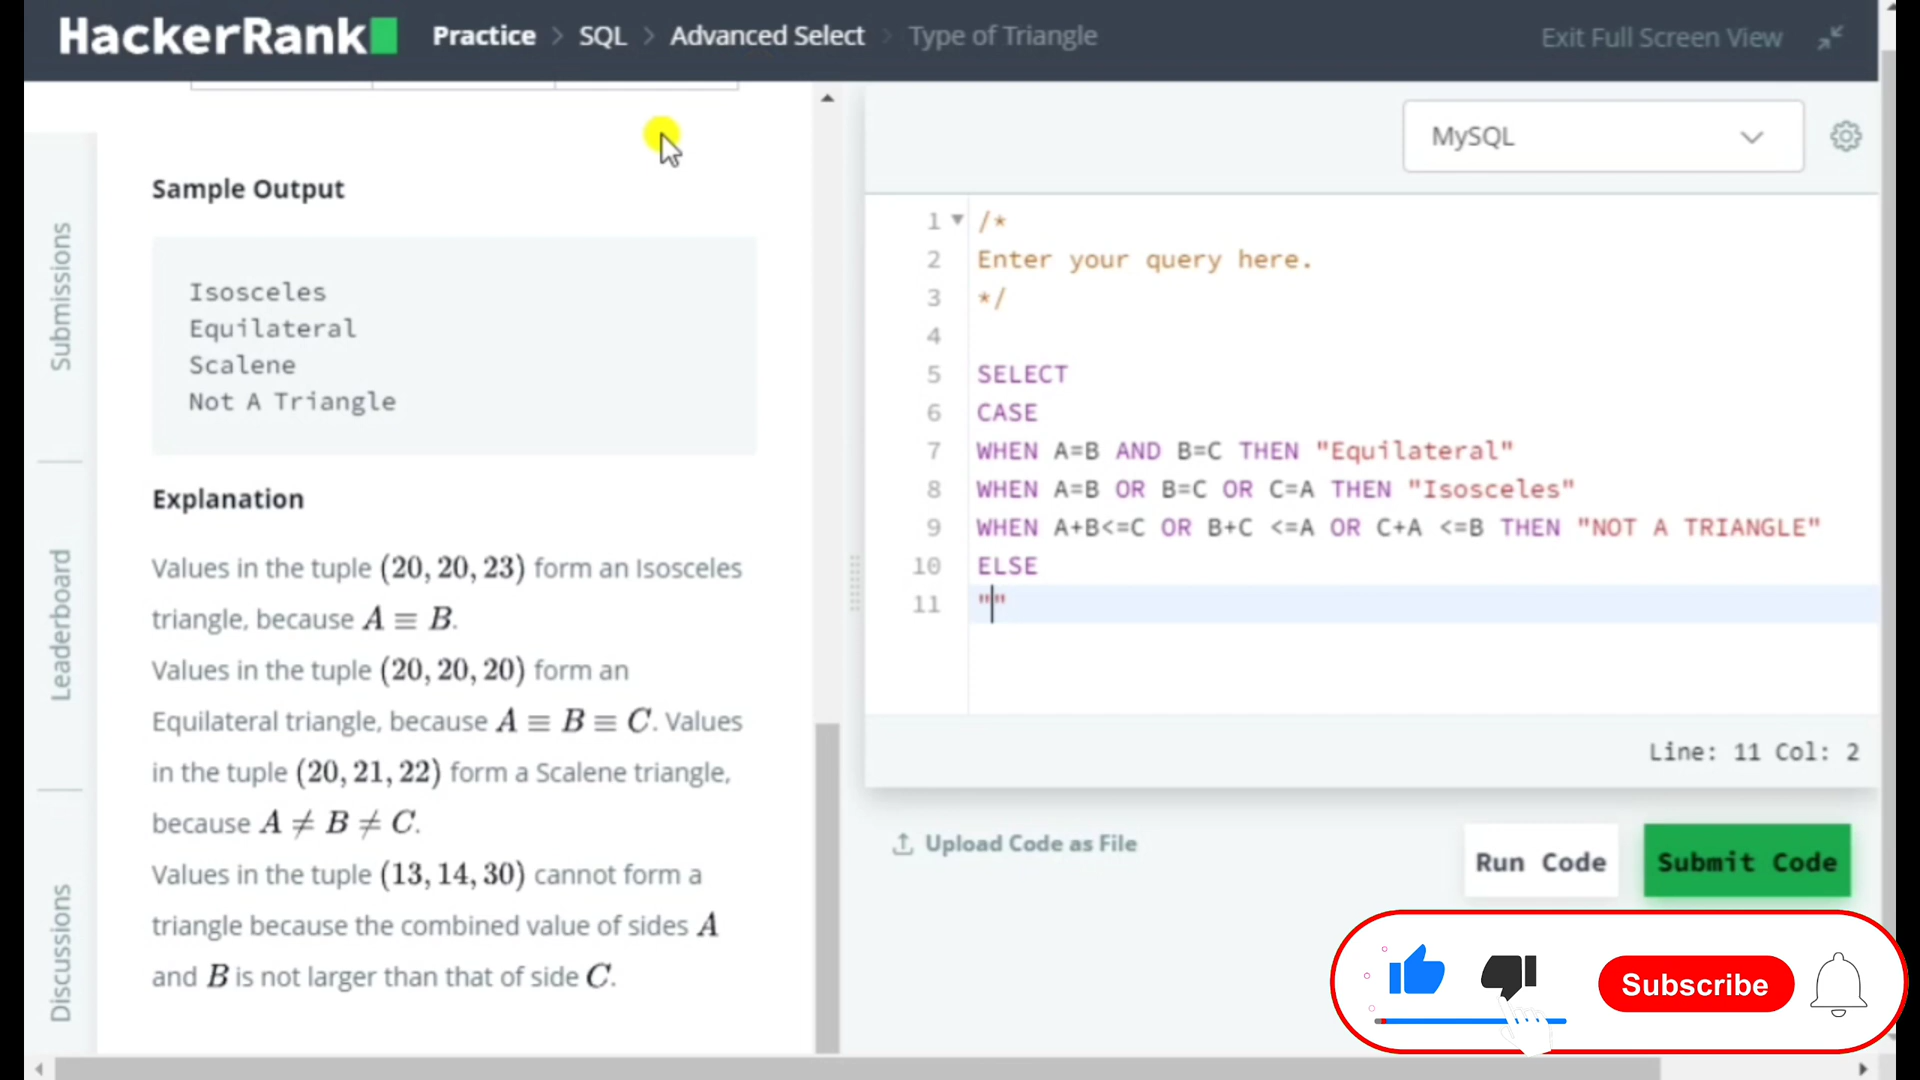 HackerRank Practice > SQL > Advanced Select > Type of Triangle Exit Full Screen View
Submissions
Leaderboard
Discussions
Sample Output
Isosceles
Equilateral
Scalene
Not A Triangle
Explanation
Values in the tuple (20, 20, 23) form an Isosceles
triangle, because A ≡ B.
Values in the tuple (20, 20, 20) form an
Equilateral triangle, because A ≡ B ≡ C. Values
in the tuple (20, 21, 22) form a Scalene triangle,
because A ≠ B ≠ C.
Values in the tuple (13, 14, 30) cannot form a
triangle because the combined value of sides A
and B is not larger than that of side C.
MySQL
1 /*
2 Enter your query here.
3 */
4
5 SELECT
6 CASE
7 WHEN A=B AND B=C THEN "Equilateral"
8 WHEN A=B OR B=C OR C=A THEN "Isosceles"
9 WHEN A+B<=C OR B+C <=A OR C+A <=B THEN "NOT A TRIANGLE"
10 ELSE
11 ""
Line: 11 Col: 2
Upload Code as File
Run Code
Submit Code
Subscribe